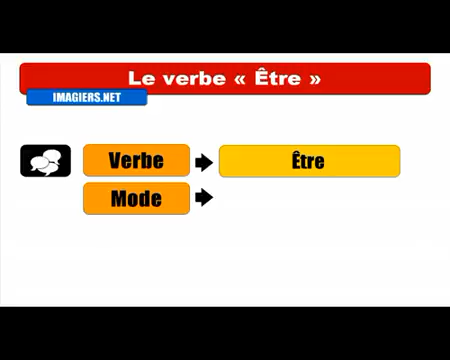 Le verbe « Être »
IMAGIERS.NET
Verbe
Être
Mode